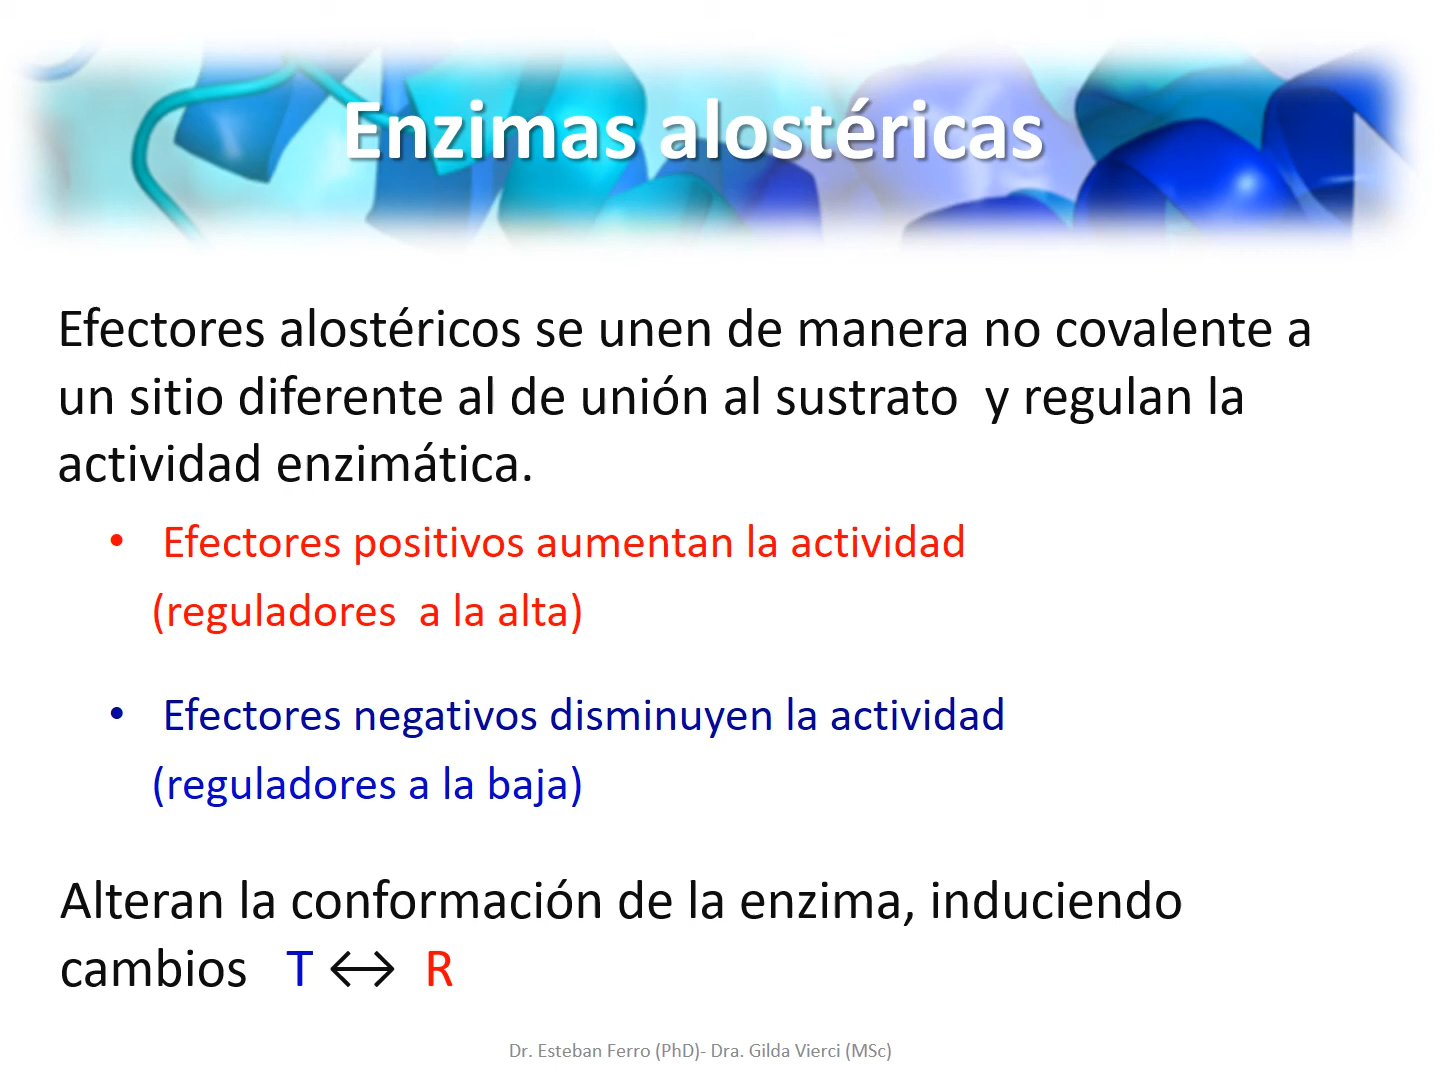 Enzimas alostéricas
Efectores alostéricos se unen de manera no covalente a
un sitio diferente al de unión al sustrato  y regulan la
actividad enzimática.
• Efectores positivos aumentan la actividad
(reguladores  a la alta)
• Efectores negativos disminuyen la actividad
(reguladores a la baja)
Alteran la conformación de la enzima, induciendo
cambios T ↔ R
Dr. Esteban Ferro (PhD)- Dra. Gilda Vierci (MSc)